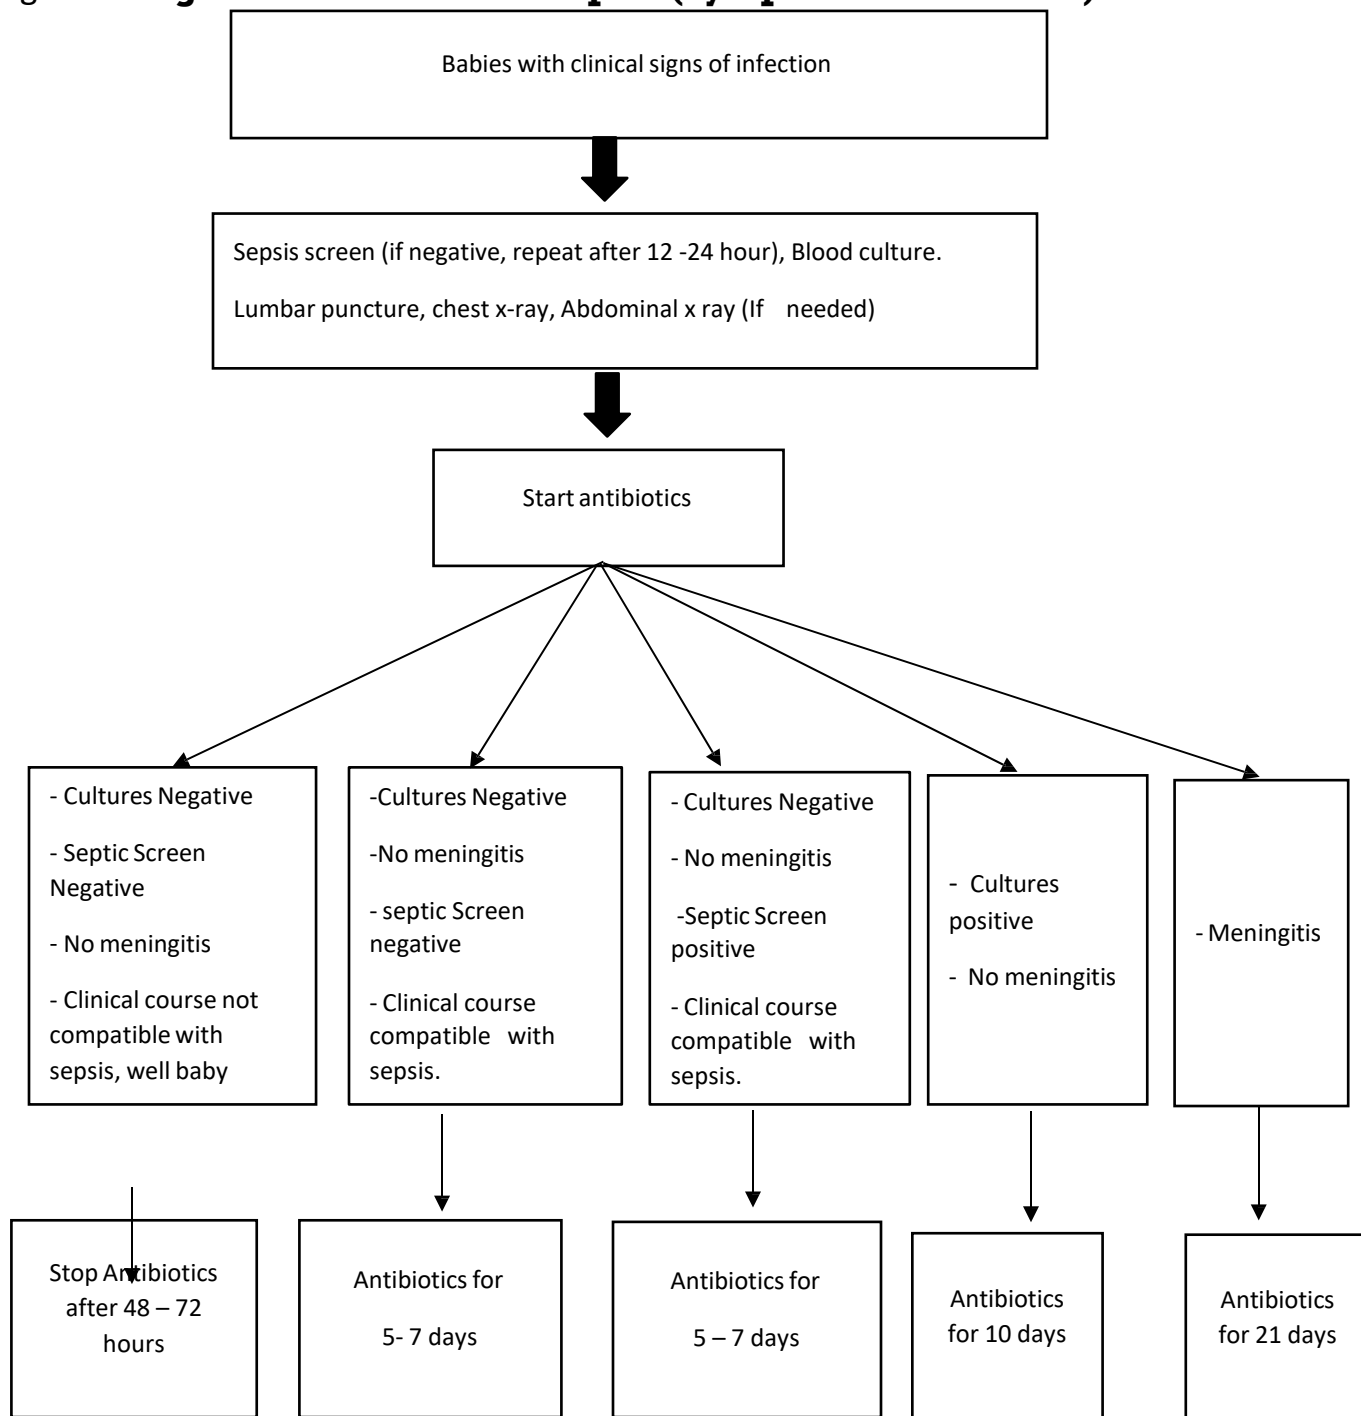 Babies with clinical signs of infection
Sepsis screen (if negative, repeat after 12 -24 hour), Blood culture.
Lumbar puncture, chest x-ray, Abdominal x ray (If needed)
Start antibiotics
- Cultures Negative
- Septic Screen
Negative
- No meningitis
- Clinical course not
compatible with
sepsis, well baby
-Cultures Negative
-No meningitis
- septic Screen
negative
- Clinical course
compatible with
sepsis.
- Cultures Negative
- No meningitis
-Septic Screen
positive
- Clinical course
compatible with
sepsis.
- Cultures
positive
- No meningitis
- Meningitis
Stop Antibiotics
after 48 – 72
hours
Antibiotics for
5- 7 days
Antibiotics for
5 – 7 days
Antibiotics
for 10 days
Antibiotics
for 21 days